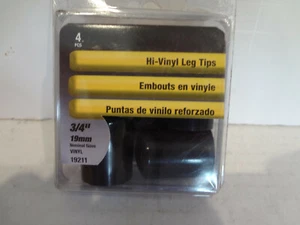 4
PCS
Hi-Vinyl Leg Tips
Embouts en vinyle
Puntas de vinilo reforzado
3/4"
19mm
VINYL
19211